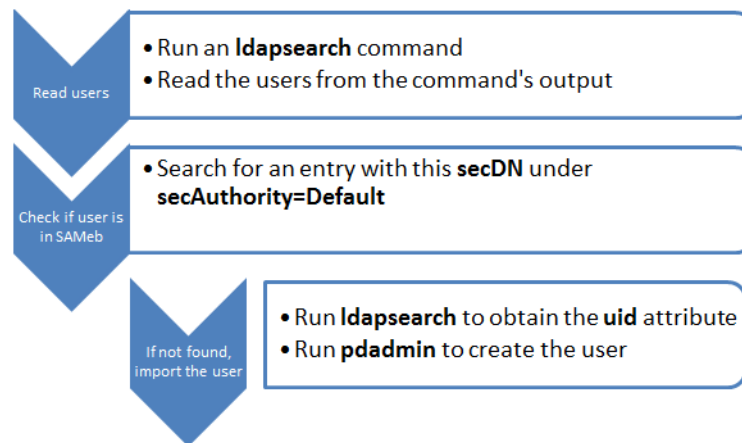 Read users
• Run an ldapsearch command
• Read the users from the command's output
Check if user is
in SAMeb
• Search for an entry with this secDN under
secAuthority=Default
If not found,
import the user
• Run ldapsearch to obtain the uid attribute
• Run pdadmin to create the user